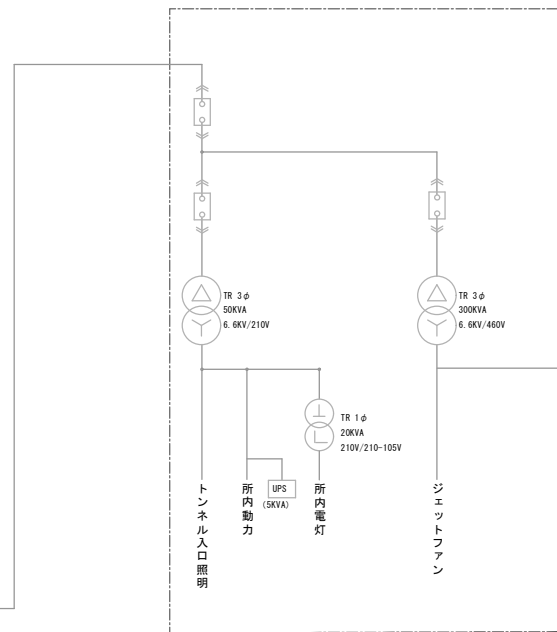 TR 3φ
50KVA
6.6KV/210V
TR 3φ
300KVA
6.6KV/460V
TR 1φ
20KVA
210V/210-105V
UPS
(5KVA)
トンネル入口照明
所内動力
所内電灯
ジェットファン